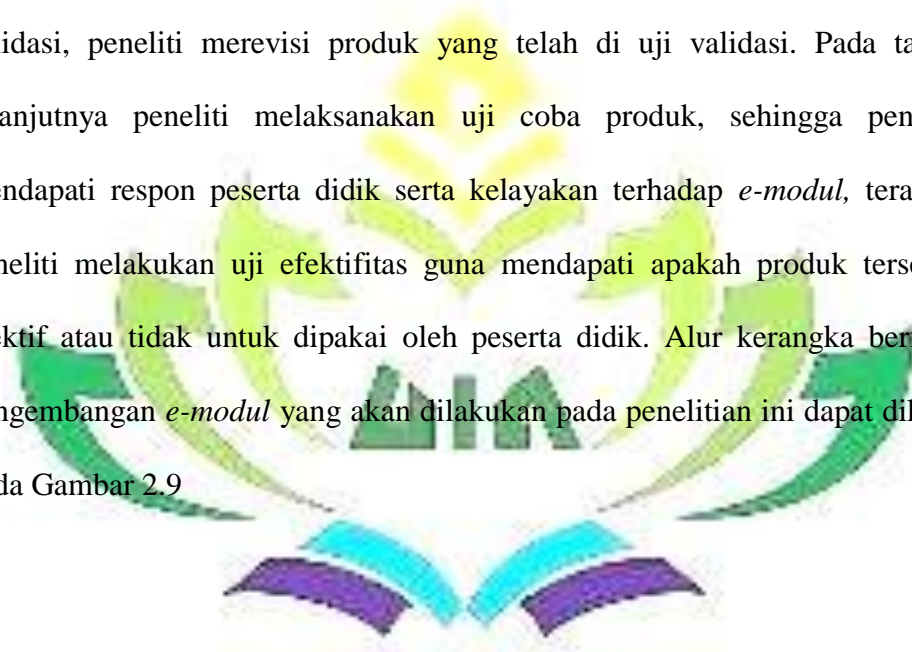 idasi, peneliti merevisi produk yang telah di uji validasi. Pada ta
anjutnya peneliti melaksanakan uji coba produk, sehingga pen
endapati respon peserta didik serta kelayakan terhadap e-modul, tera
neliti melakukan uji efektifitas guna mendapati apakah produk terse
ektif atau tidak untuk dipakai oleh peserta didik. Alur kerangka beri
ngembangan e-modul yang akan dilakukan pada penelitian ini dapat dil
da Gambar 2.9